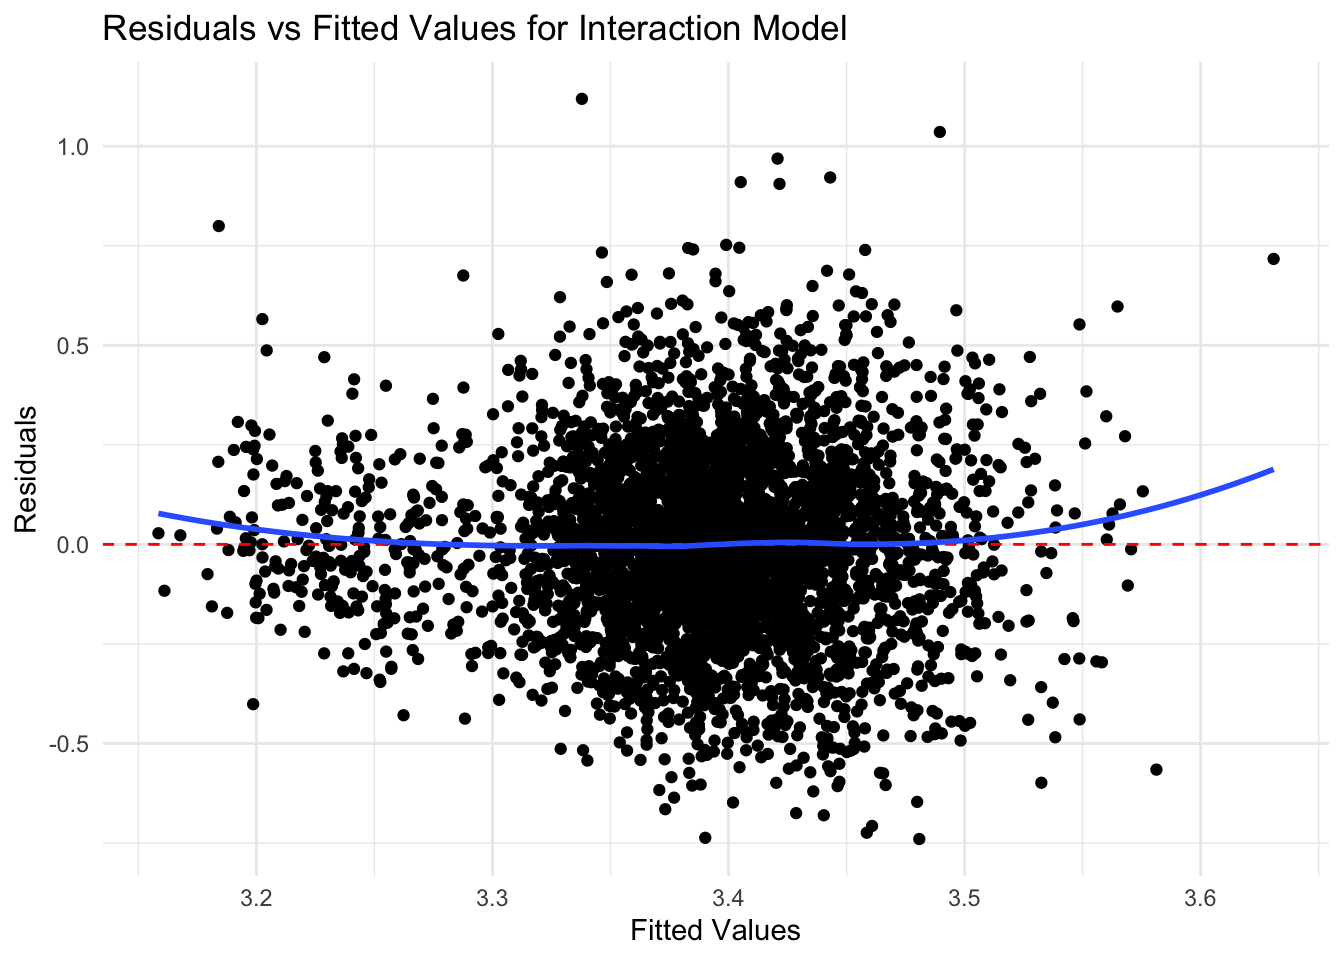 Residuals vs Fitted Values for Interaction Model
1.0
0.5
0.0
-0.5
Residuals
3.2 3.3 3.4 3.5 3.6
Fitted Values